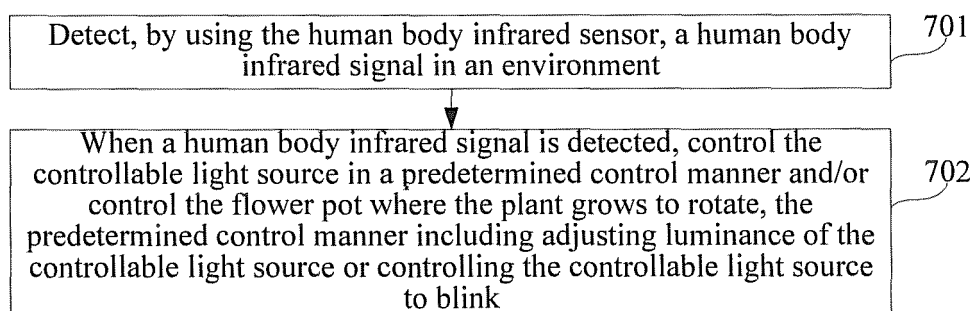 Detect, by using the human body infrared sensor, a human body
infrared signal in an environment
701
When a human body infrared signal is detected, control the
controllable light source in a predetermined control manner and/or
control the flower pot where the plant grows to rotate, the
predetermined control manner including adjusting luminance of the
controllable light source or controlling the controllable light source
to blink
702